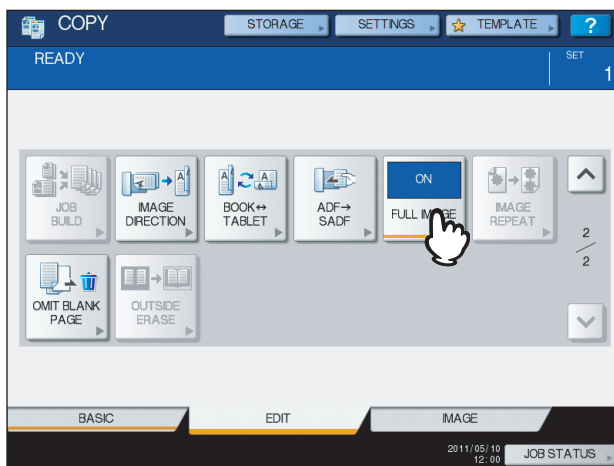 COPY
STORAGE
SETTINGS
TEMPLATE
?
READY
SET
1
JOB
BUILD
IMAGE
DIRECTION
BOOK↔
TABLET
ADF→
SADF
ON
FULL IMAGE
IMAGE
REPEAT
2
2
OMIT BLANK
PAGE
OUTSIDE
ERASE
BASIC
EDIT
IMAGE
2011/05/10
12:00
JOB STATUS